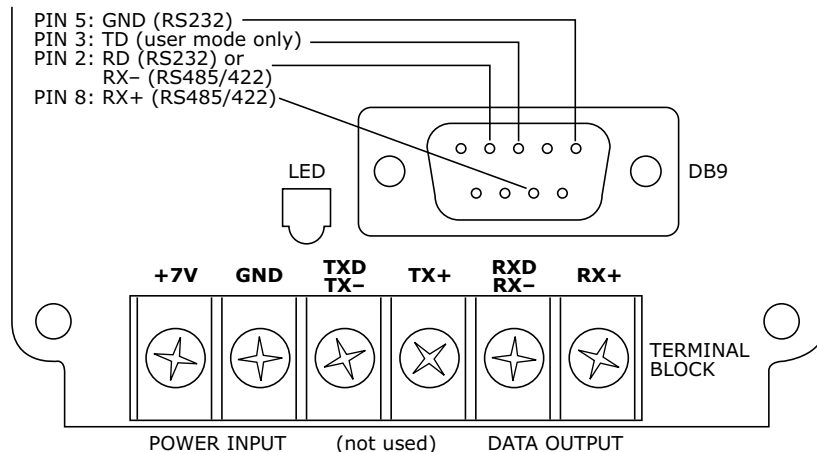 PIN 5: GND (RS232)
PIN 3: TD (user mode only)
PIN 2: RD (RS232) or
RX– (RS485/422)
PIN 8: RX+ (RS485/422)
LED
DB9
+7V
GND
TXD
TX–
TX+
RXD
RX–
RX+
TERMINAL
BLOCK
POWER INPUT
(not used)
DATA OUTPUT